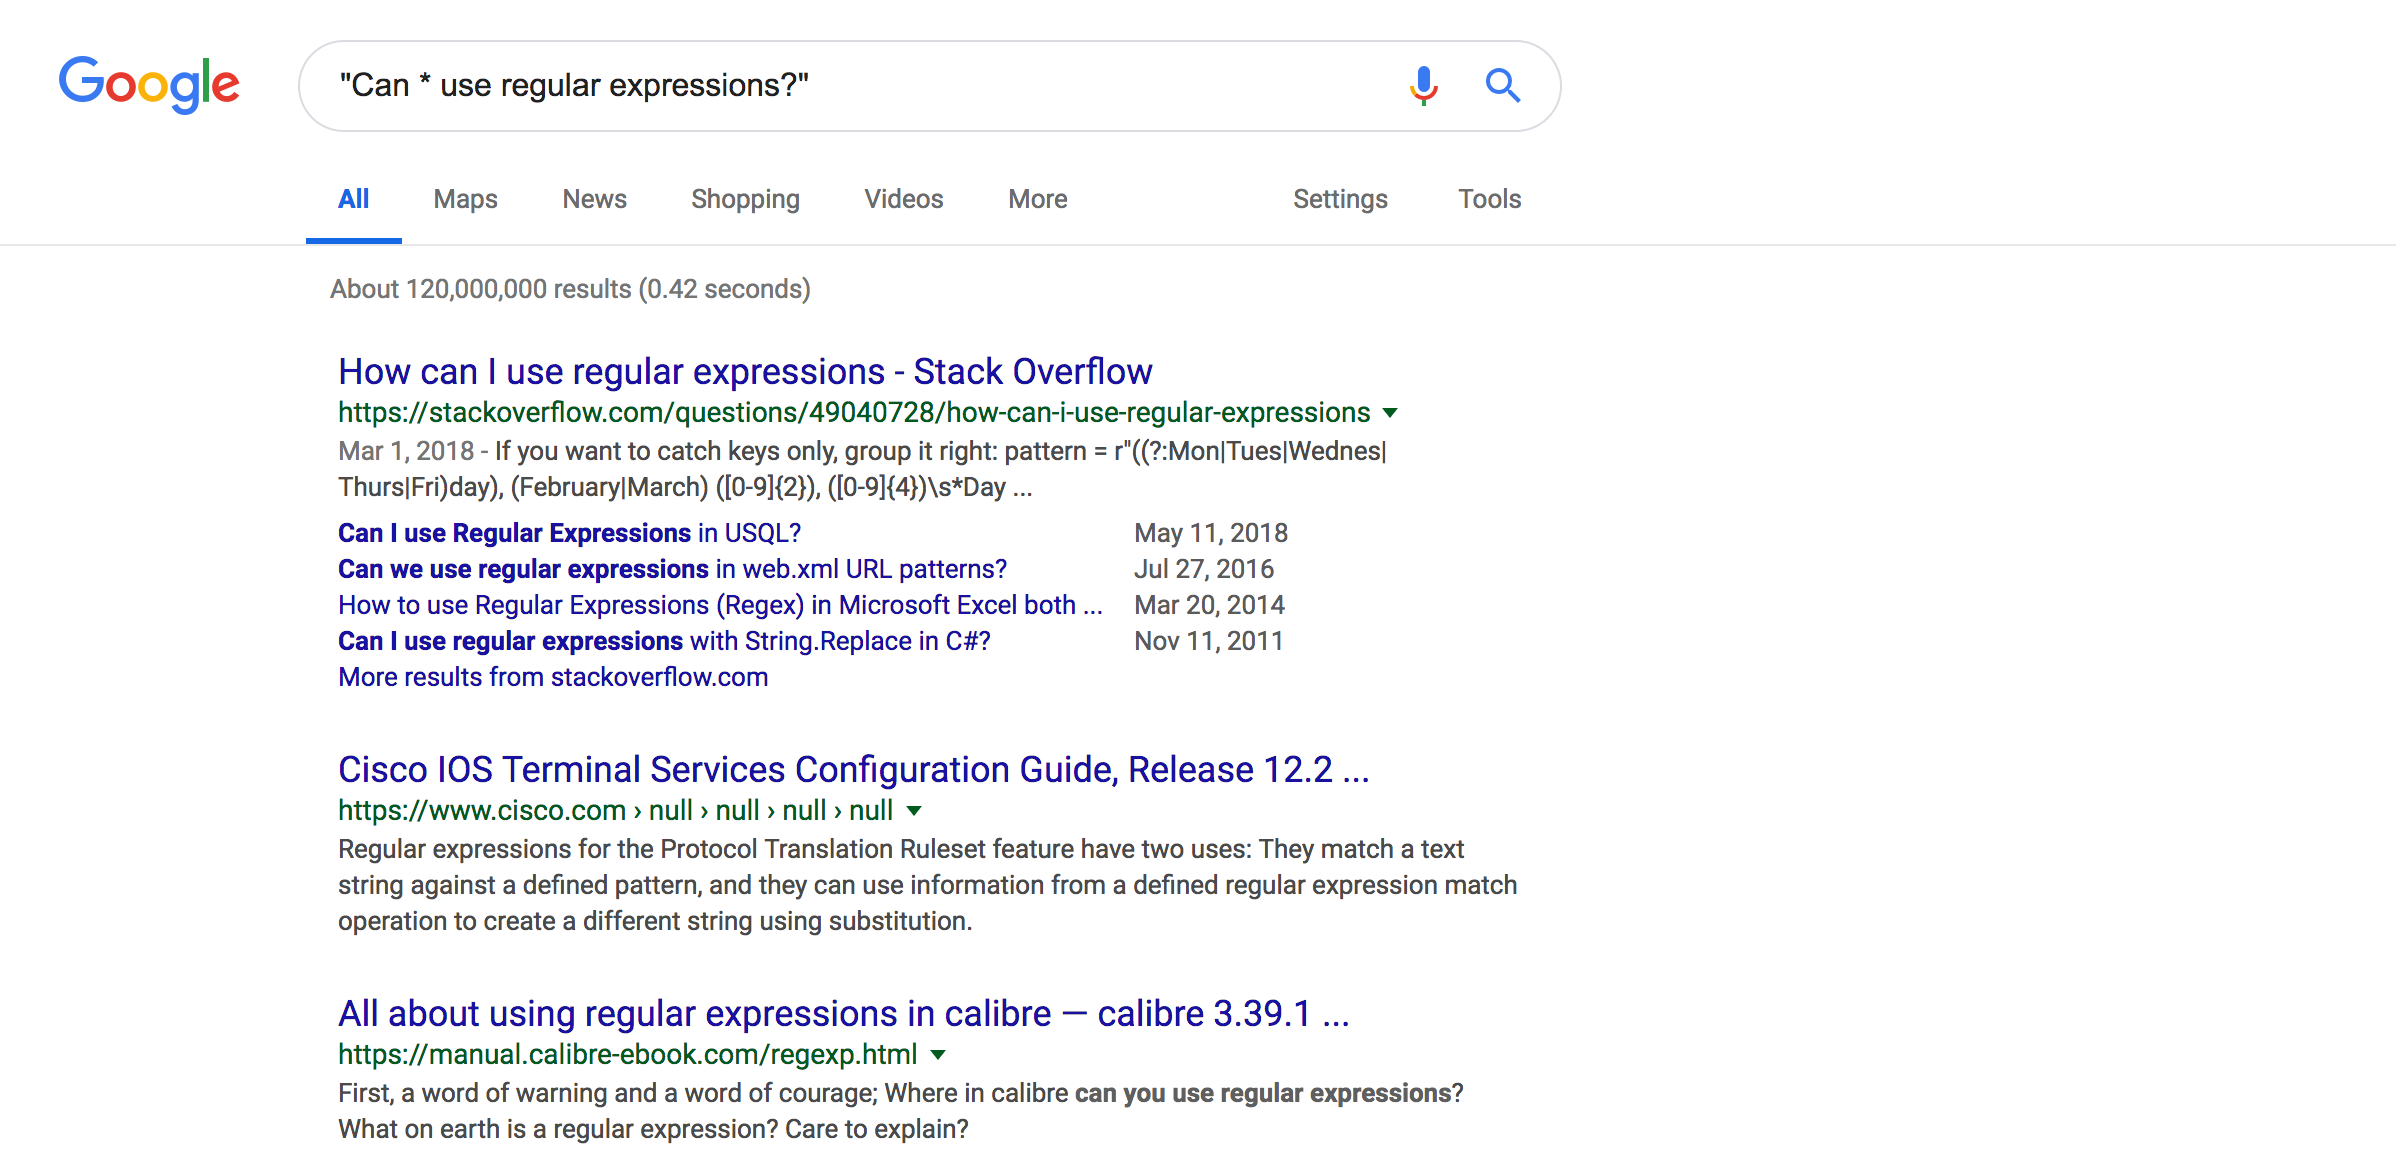 Google
"Can * use regular expressions?"
All Maps News Shopping Videos More Settings Tools
About 120,000,000 results (0.42 seconds)
How can I use regular expressions - Stack Overflow
https://stackoverflow.com/questions/49040728/how-can-i-use-regular-expressions
Mar 1, 2018 - If you want to catch keys only, group it right: pattern = r"((?:Mon|Tues|Wednes|
Thurs|Fri)day), (February|March) ([0-9]{2}), ([0-9]{4})\s*Day ...
Can I use Regular Expressions in USQL? May 11, 2018
Can we use regular expressions in web.xml URL patterns? Jul 27, 2016
How to use Regular Expressions (Regex) in Microsoft Excel both ... Mar 20, 2014
Can I use regular expressions with String.Replace in C#? Nov 11, 2011
More results from stackoverflow.com
Cisco IOS Terminal Services Configuration Guide, Release 12.2 ...
https://www.cisco.com › null › null › null › null
Regular expressions for the Protocol Translation Ruleset feature have two uses: They match a text
string against a defined pattern, and they can use information from a defined regular expression match
operation to create a different string using substitution.
All about using regular expressions in calibre — calibre 3.39.1 ...
https://manual.calibre-ebook.com/regexp.html
First, a word of warning and a word of courage; Where in calibre can you use regular expressions?
What on earth is a regular expression? Care to explain?